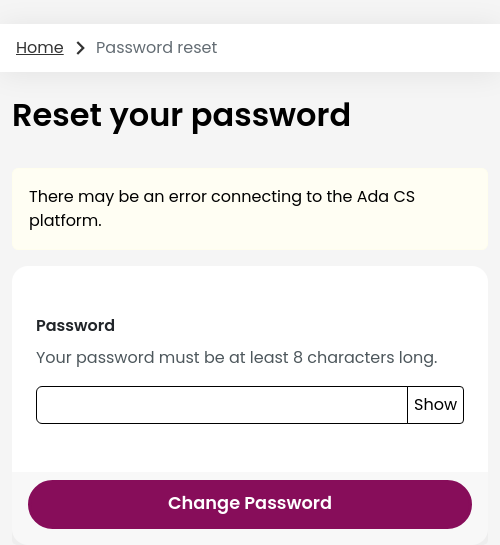 Home Password reset
Reset your password
There may be an error connecting to the Ada CS
platform.
Password
Your password must be at least 8 characters long.
Show
Change Password